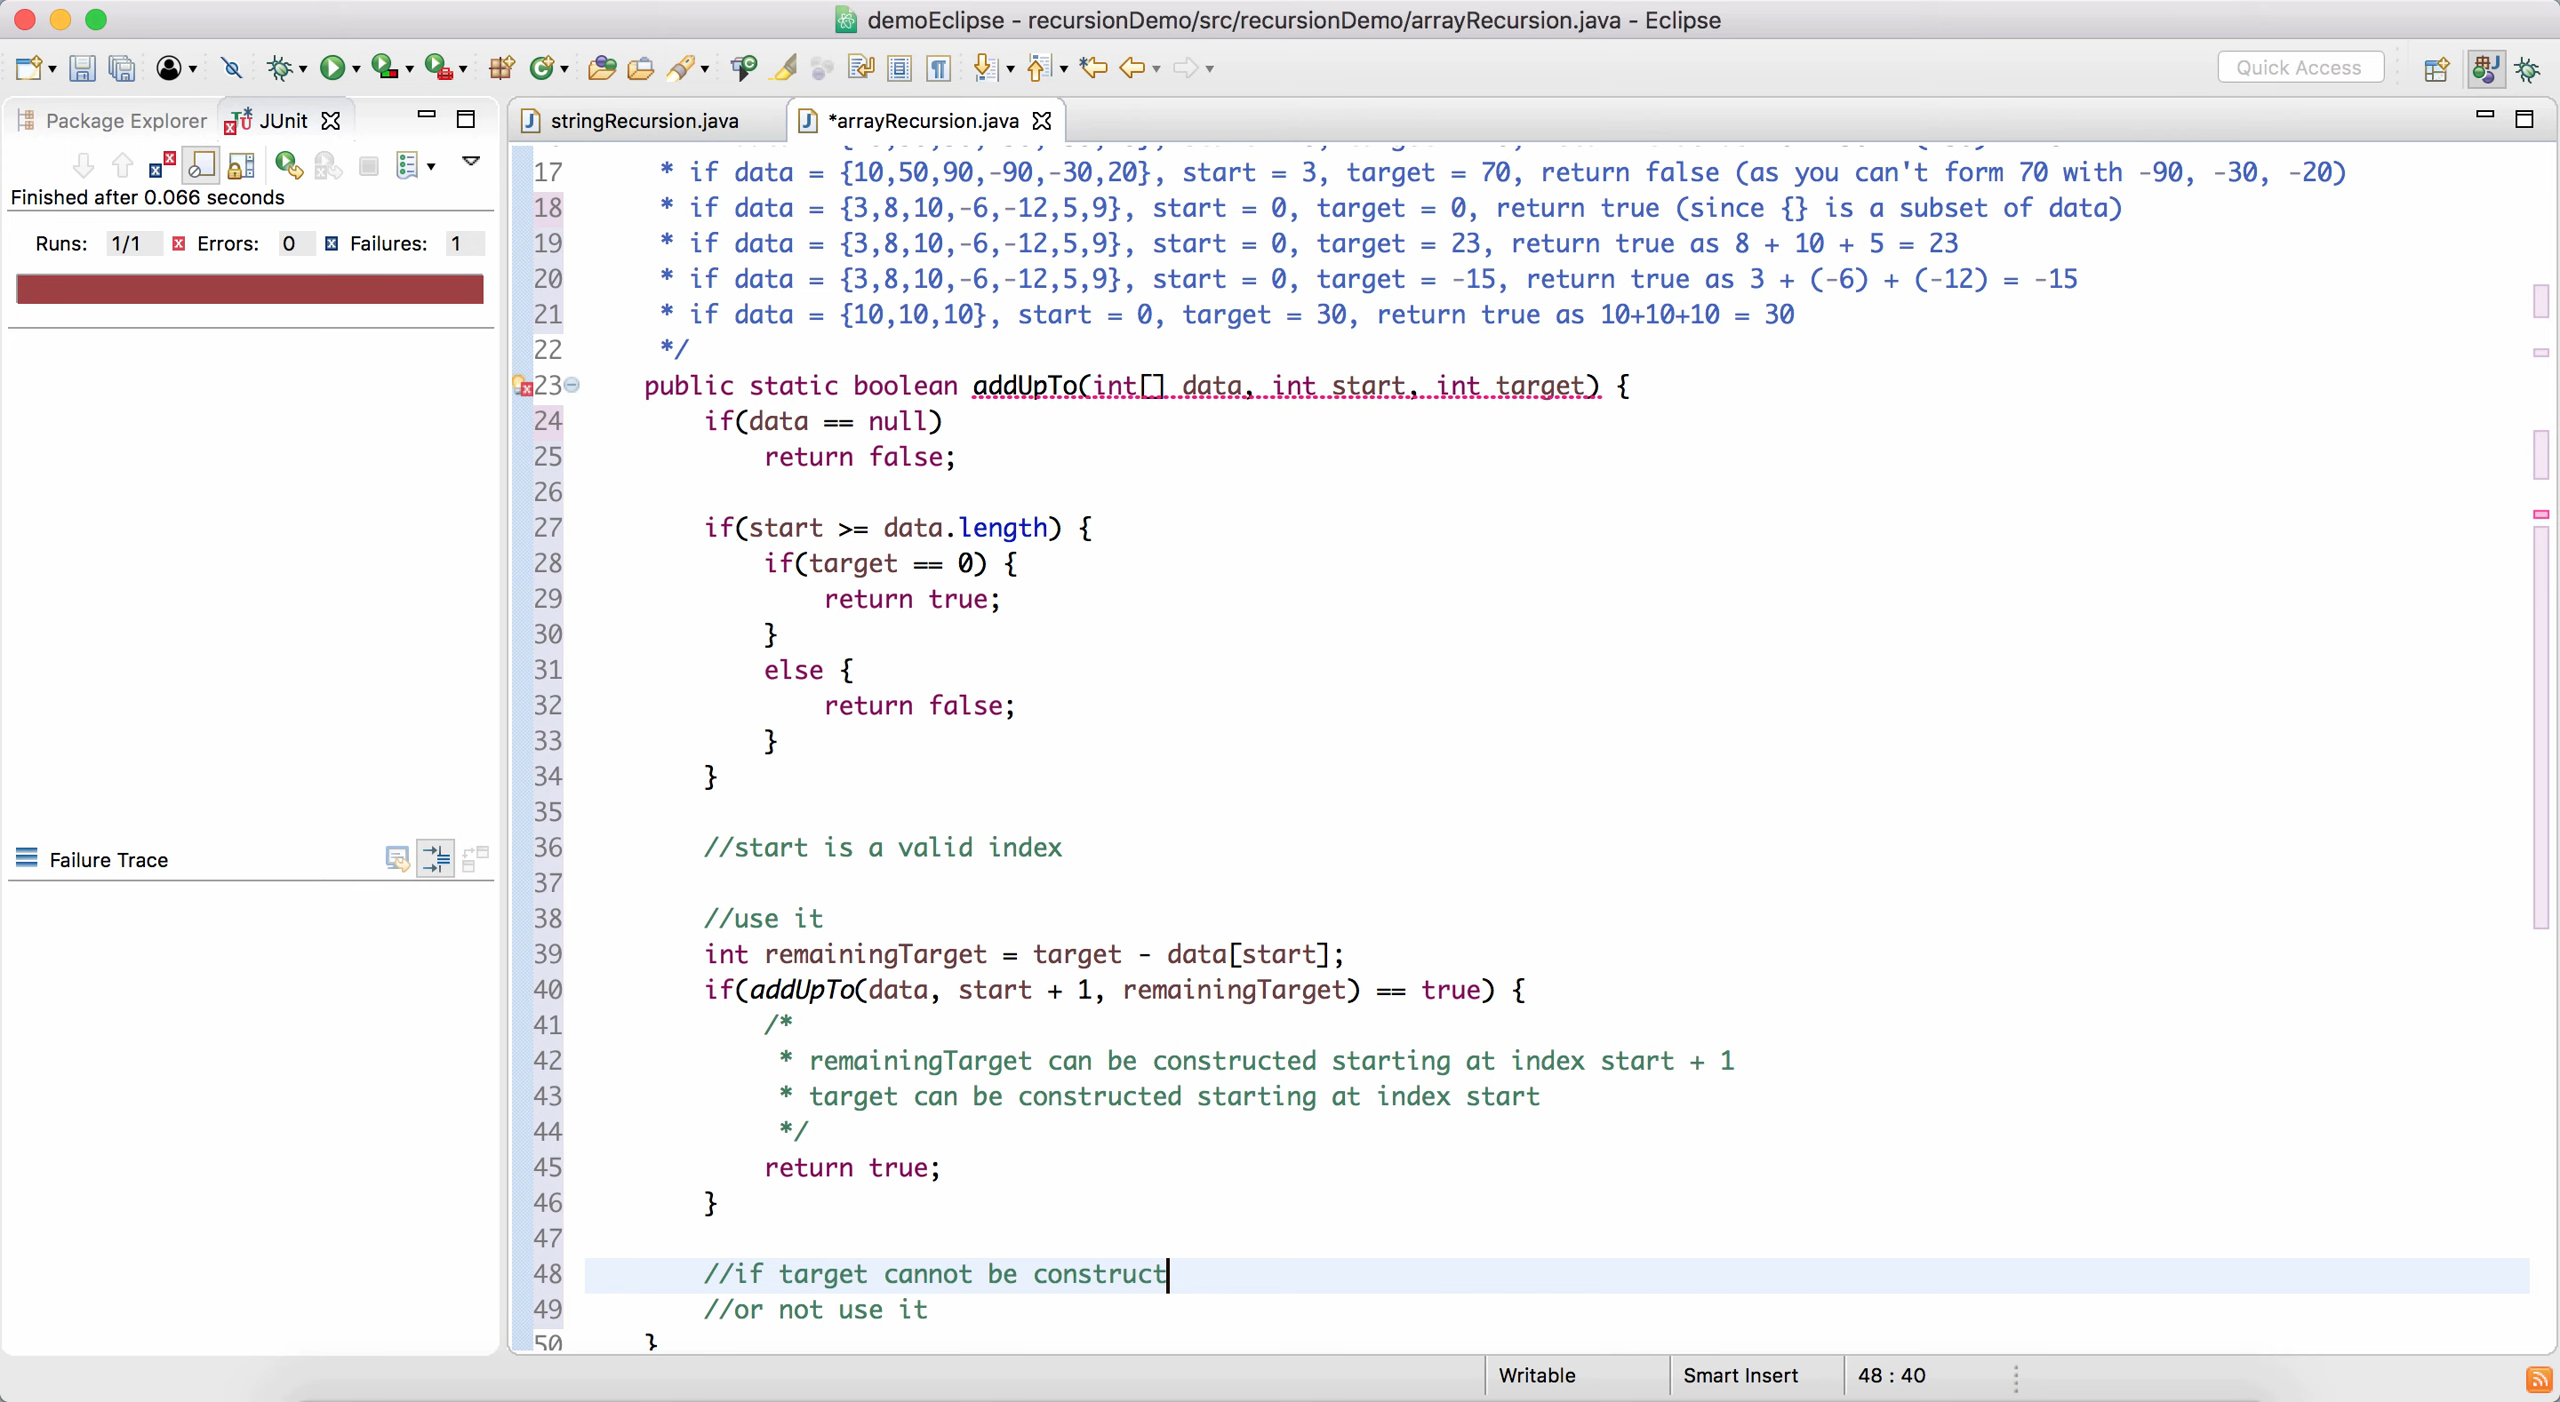 demoEclipse - recursionDemo/src/recursionDemo/arrayRecursion.java - Eclipse
Quick Access
Package Explorer
JUnit
stringRecursion.java
*arrayRecursion.java
Finished after 0.066 seconds
Runs: 1/1 Errors: 0 Failures: 1
Failure Trace
17 * if data = {10,50,90,-90,-30,20}, start = 3, target = 70, return false (as you can't form 70 with -90, -30, -20)
18 * if data = {3,8,10,-6,-12,5,9}, start = 0, target = 0, return true (since {} is a subset of data)
19 * if data = {3,8,10,-6,-12,5,9}, start = 0, target = 23, return true as 8 + 10 + 5 = 23
20 * if data = {3,8,10,-6,-12,5,9}, start = 0, target = -15, return true as 3 + (-6) + (-12) = -15
21 * if data = {10,10,10}, start = 0, target = 30, return true as 10+10+10 = 30
22 */
23 public static boolean addUpTo(int[] data, int start, int target) {
24 if(data == null)
25 return false;
26
27 if(start >= data.length) {
28 if(target == 0) {
29 return true;
30 }
31 else {
32 return false;
33 }
34 }
35
36 //start is a valid index
37
38 //use it
39 int remainingTarget = target - data[start];
40 if(addUpTo(data, start + 1, remainingTarget) == true) {
41 /*
42 * remainingTarget can be constructed starting at index start + 1
43 * target can be constructed starting at index start
44 */
45 return true;
46 }
47
48 //if target cannot be construct
49 //or not use it
50 }
Writable
Smart Insert
48 : 40